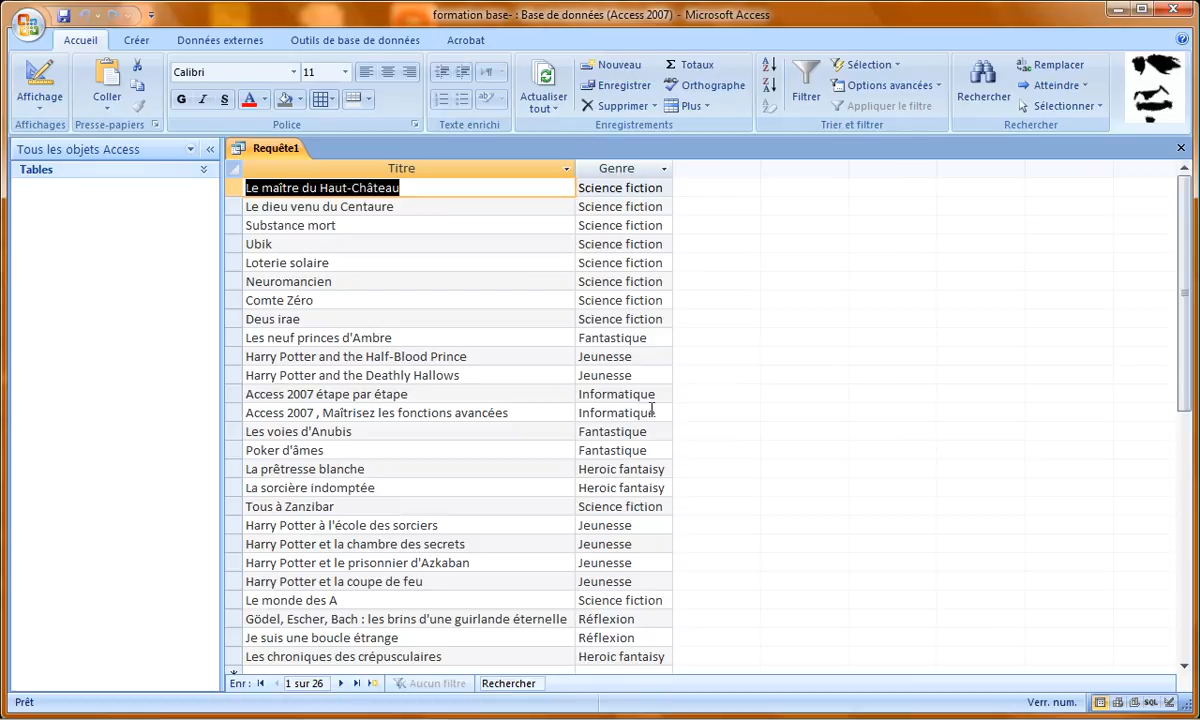 formation base- : Base de données (Access 2007) - Microsoft Access
Accueil Créer Données externes Outils de base de données Acrobat
Affichage Coller Calibri 11 Actualiser tout Nouveau Totaux Filtrer Sélection Rechercher Remplacer
Enregistrer Orthographe Options avancées Atteindre
G I S A Supprimer Plus Appliquer le filtre Sélectionner
Affichages Presse-papiers Police Texte enrichi Enregistrements Trier et filtrer Rechercher
Tous les objets Access Requête1
Tables Titre Genre
Le maître du Haut-Château Science fiction
Le dieu venu du Centaure Science fiction
Substance mort Science fiction
Ubik Science fiction
Loterie solaire Science fiction
Neuromancien Science fiction
Comte Zéro Science fiction
Deus irae Science fiction
Les neuf princes d'Ambre Fantastique
Harry Potter and the Half-Blood Prince Jeunesse
Harry Potter and the Deathly Hallows Jeunesse
Access 2007 étape par étape Informatique
Access 2007 , Maîtrisez les fonctions avancées Informatique
Les voies d'Anubis Fantastique
Poker d'âmes Fantastique
La prêtresse blanche Heroic fantaisy
La sorcière indomptée Heroic fantaisy
Tous à Zanzibar Science fiction
Harry Potter à l'école des sorciers Jeunesse
Harry Potter et la chambre des secrets Jeunesse
Harry Potter et le prisonnier d'Azkaban Jeunesse
Harry Potter et la coupe de feu Jeunesse
Le monde des A Science fiction
Gödel, Escher, Bach : les brins d'une guirlande éternelle Réflexion
Je suis une boucle étrange Réflexion
Les chroniques des crépusculaires Heroic fantaisy
Enr : 1 sur 26 Aucun filtre Rechercher
Prêt Verr. num. SQL